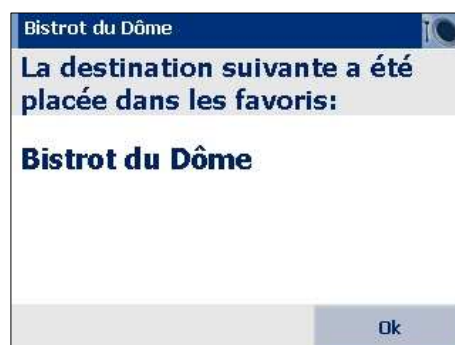 Bistrot du Dôme
La destination suivante a été
placée dans les favoris:
Bistrot du Dôme
Ok